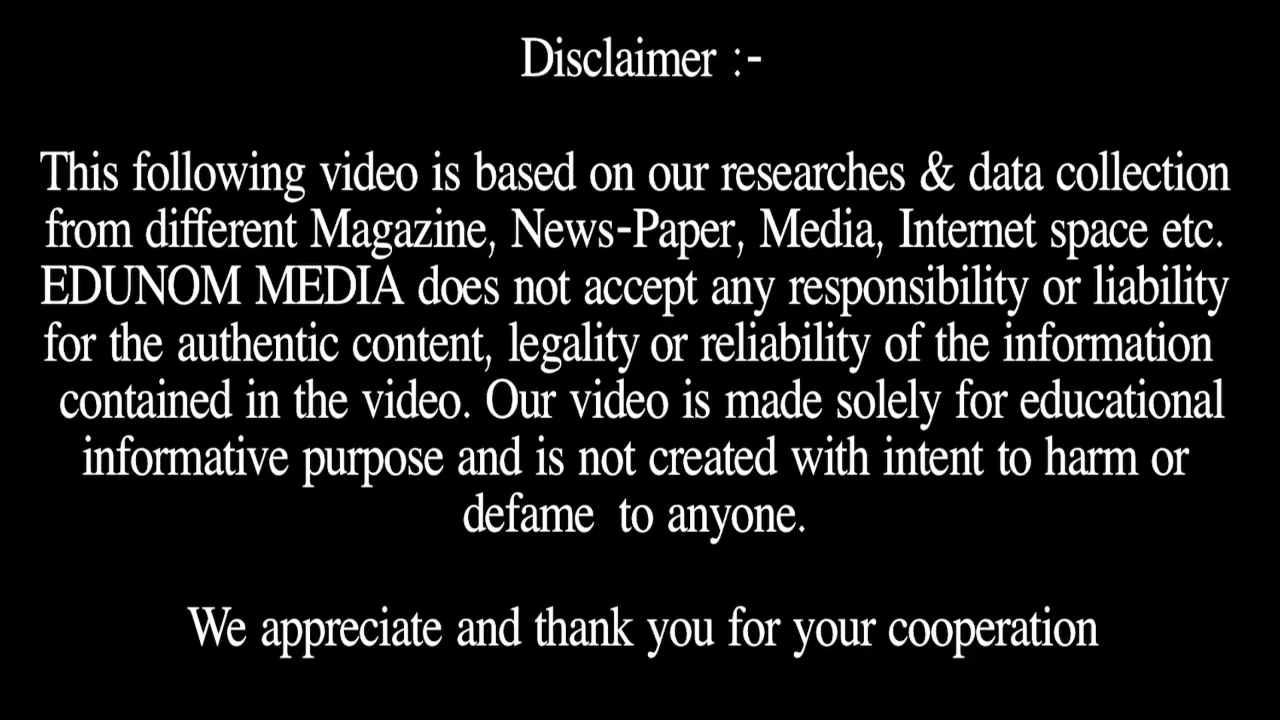 Disclaimer :-
This following video is based on our researches & data collection
from different Magazine, News-Paper, Media, Internet space etc.
EDUNOM MEDIA does not accept any responsibility or liability
for the authentic content, legality or reliability of the information
contained in the video. Our video is made solely for educational
informative purpose and is not created with intent to harm or
defame  to anyone.
We appreciate and thank you for your cooperation